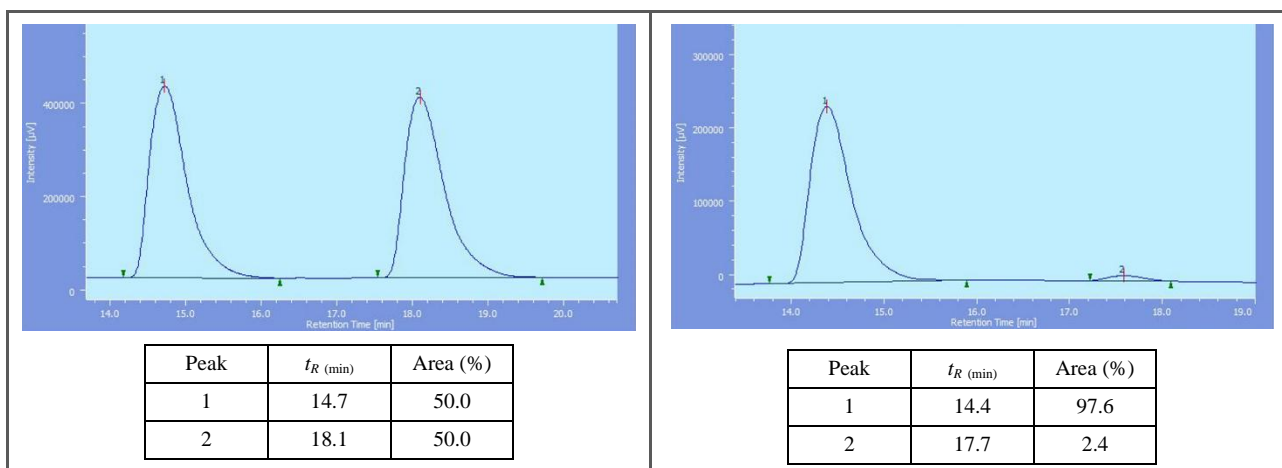 1
2
400000
200000
0
Intensity [µV]
14.0 15.0 16.0 17.0 18.0 19.0 20.0
Retention Time [min]
Peak tR (min) Area (%)
1 14.7 50.0
2 18.1 50.0
1
2
300000
200000
100000
0
Intensity [µV]
14.0 15.0 16.0 17.0 18.0 19.0
Retention Time [min]
Peak tR (min) Area (%)
1 14.4 97.6
2 17.7 2.4